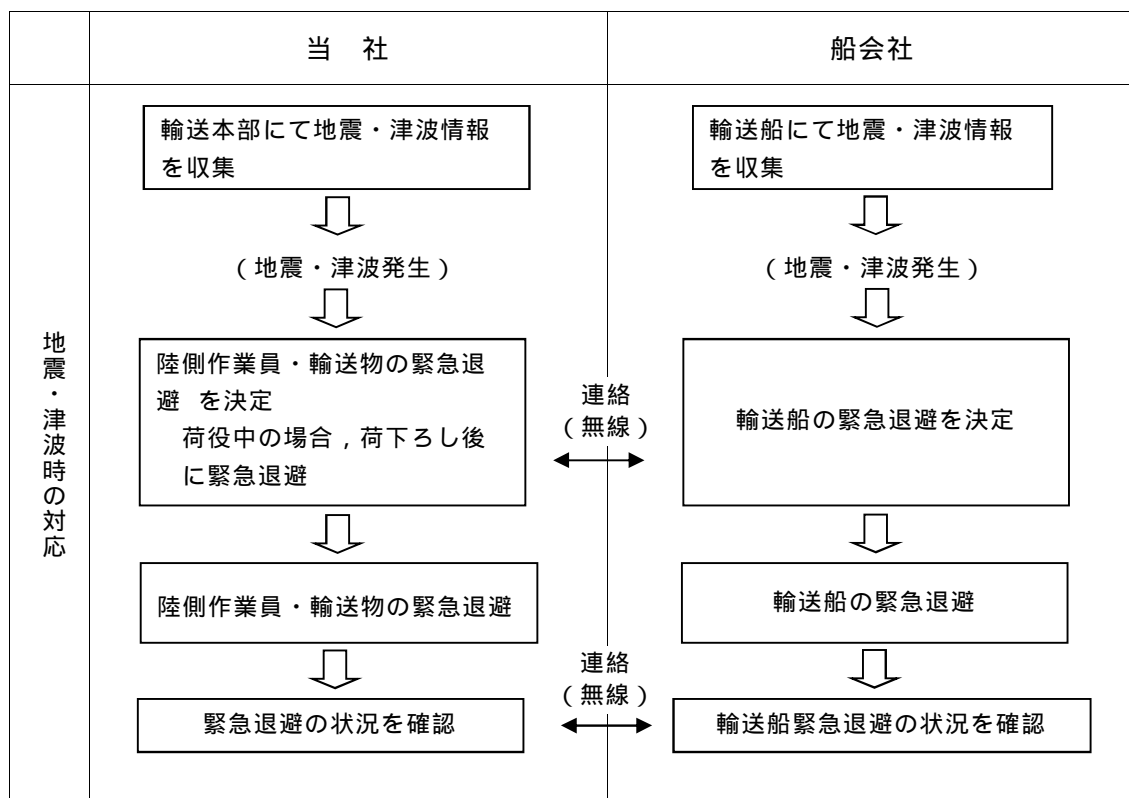 当 社
船会社
地震・津波時の対応
輸送本部にて地震・津波情報
を収集
(地震・津波発生)
陸側作業員・輸送物の緊急退
避 を決定
荷役中の場合,荷下ろし後
に緊急退避
陸側作業員・輸送物の緊急退避
緊急退避の状況を確認
連絡
(無線)
連絡
(無線)
輸送船にて地震・津波情報
を収集
(地震・津波発生)
輸送船の緊急退避を決定
輸送船の緊急退避
輸送船緊急退避の状況を確認